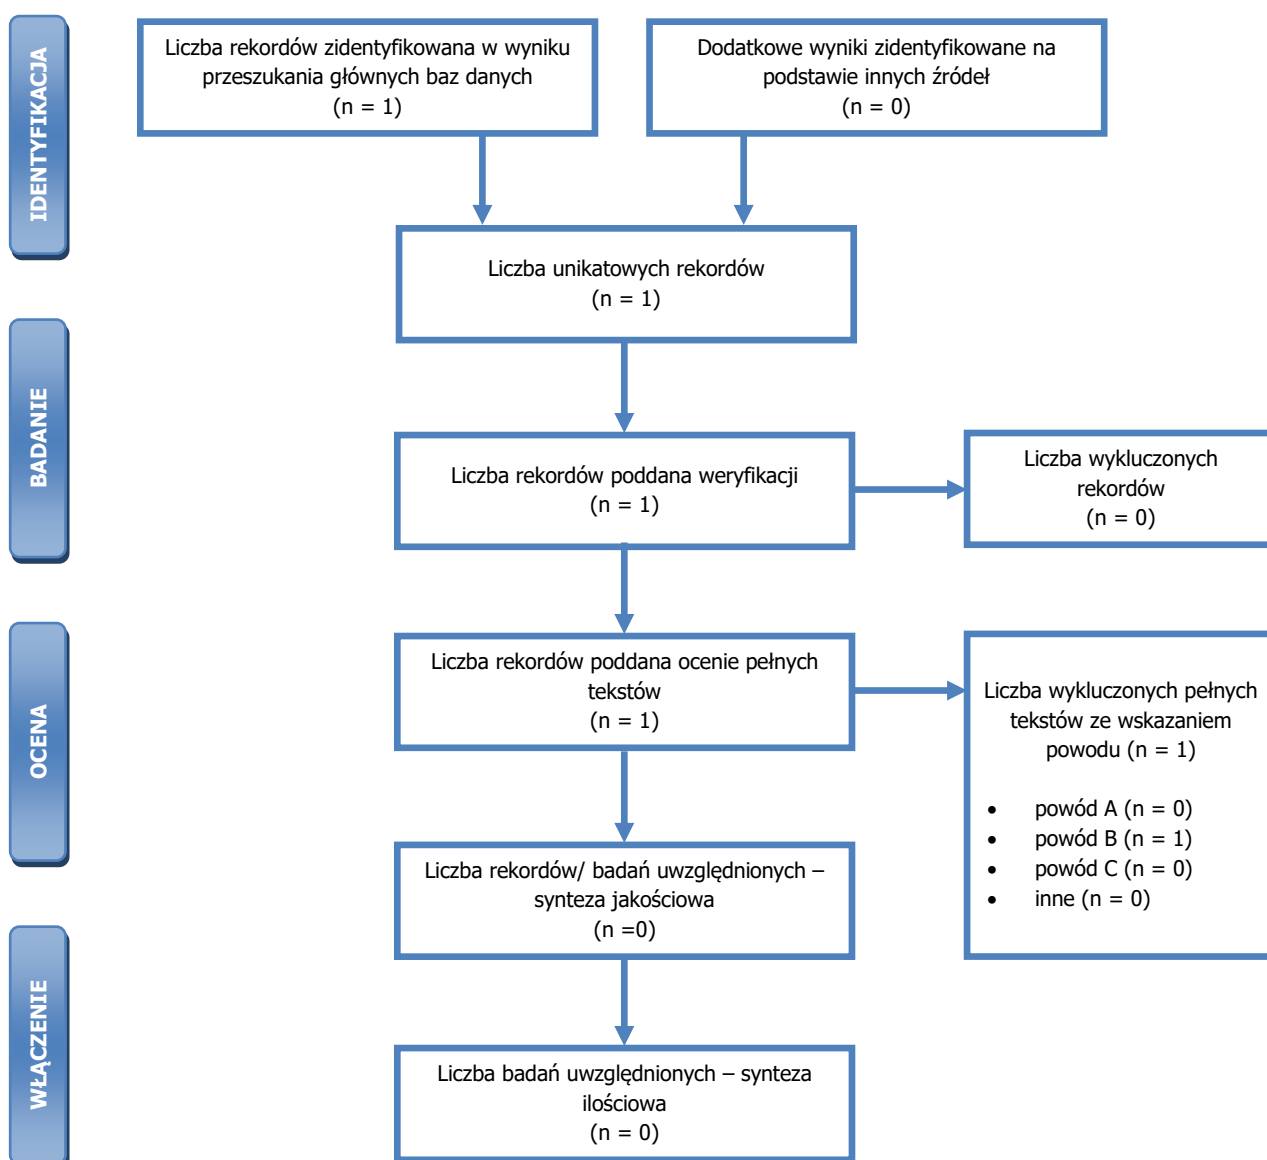 IDENTYFIKACJA
Liczba rekordów zidentyfikowana w wyniku
przeszukania głównych baz danych
(n = 1)
Dodatkowe wyniki zidentyfikowane na
podstawie innych źródeł
(n = 0)
Liczba unikatowych rekordów
(n = 1)
BADANIE
Liczba rekordów poddana weryfikacji
(n = 1)
Liczba wykluczonych
rekordów
(n = 0)
OCENA
Liczba rekordów poddana ocenie pełnych
tekstów
(n = 1)
Liczba wykluczonych pełnych
tekstów ze wskazaniem
powodu (n = 1)
• powód A (n = 0)
• powód B (n = 1)
• powód C (n = 0)
• inne (n = 0)
Liczba rekordów/ badań uwzględnionych –
synteza jakościowa
(n =0)
WŁĄCZENIE
Liczba badań uwzględnionych – synteza
ilościowa
(n = 0)